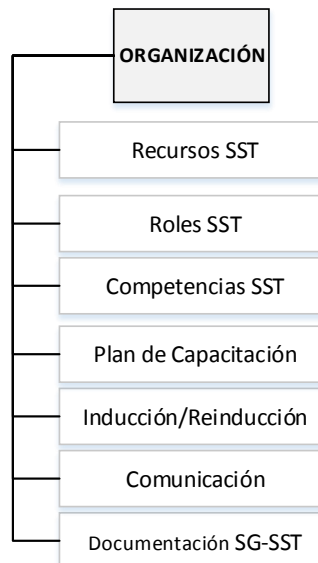 ORGANIZACIÓN
Recursos SST
Roles SST
Competencias SST
Plan de Capacitación
Inducción/Reinducción
Comunicación
Documentación SG-SST